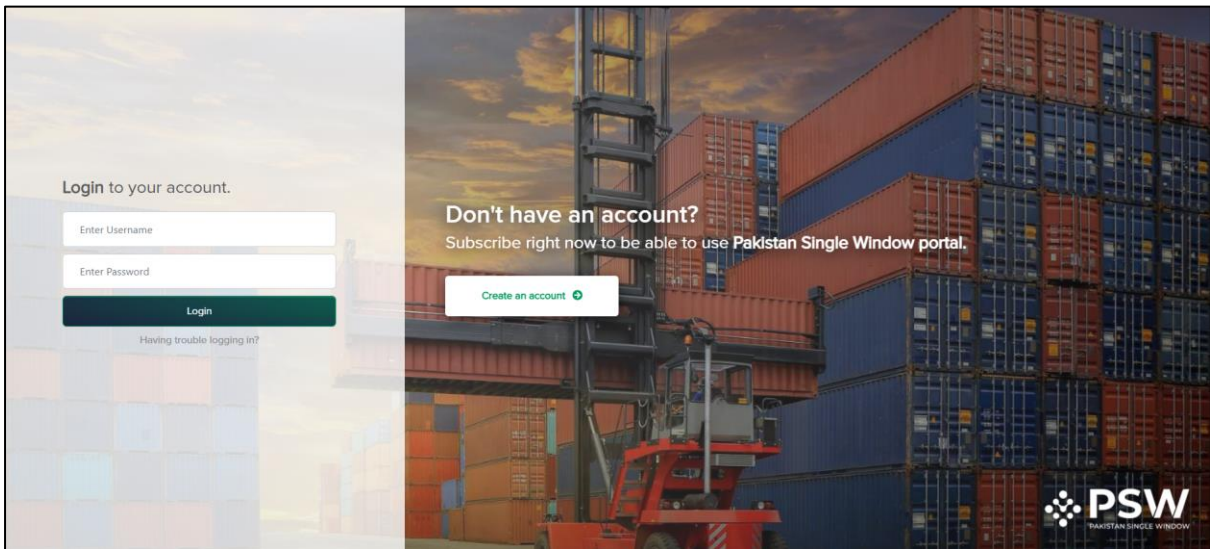 Login to your account.
Enter Username
Enter Password
Login
Having trouble logging in?
Don't have an account?
Subscribe right now to be able to use Pakistan Single Window portal.
Create an account
PSW
PAKISTAN SINGLE WINDOW